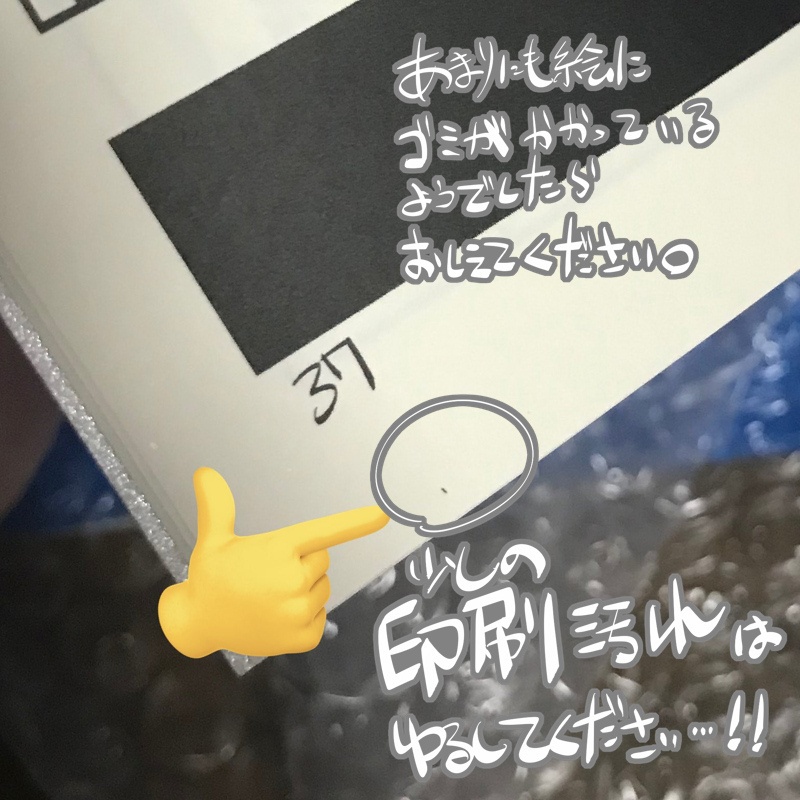 あまりにも絵に
ゴミがかかっている
ようでしたら
おしえてください。
37
少しの
印刷汚れは
ゆるしてください…!!